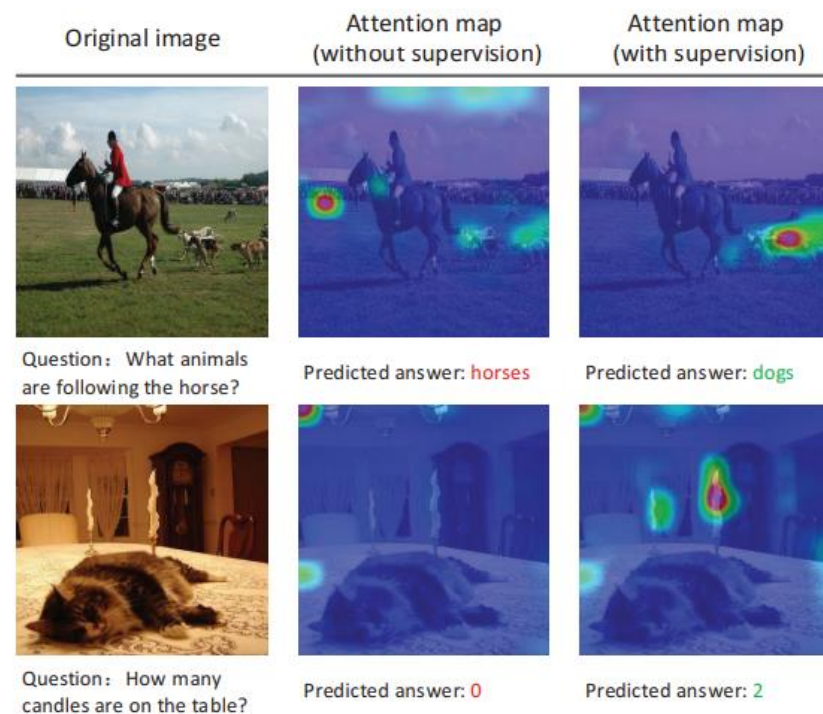 Original image
Attention map
(without supervision)
Attention map
(with supervision)
Question：What animals
are following the horse?
Predicted answer: horses
Predicted answer: dogs
Question：How many
candles are on the table?
Predicted answer: 0
Predicted answer: 2